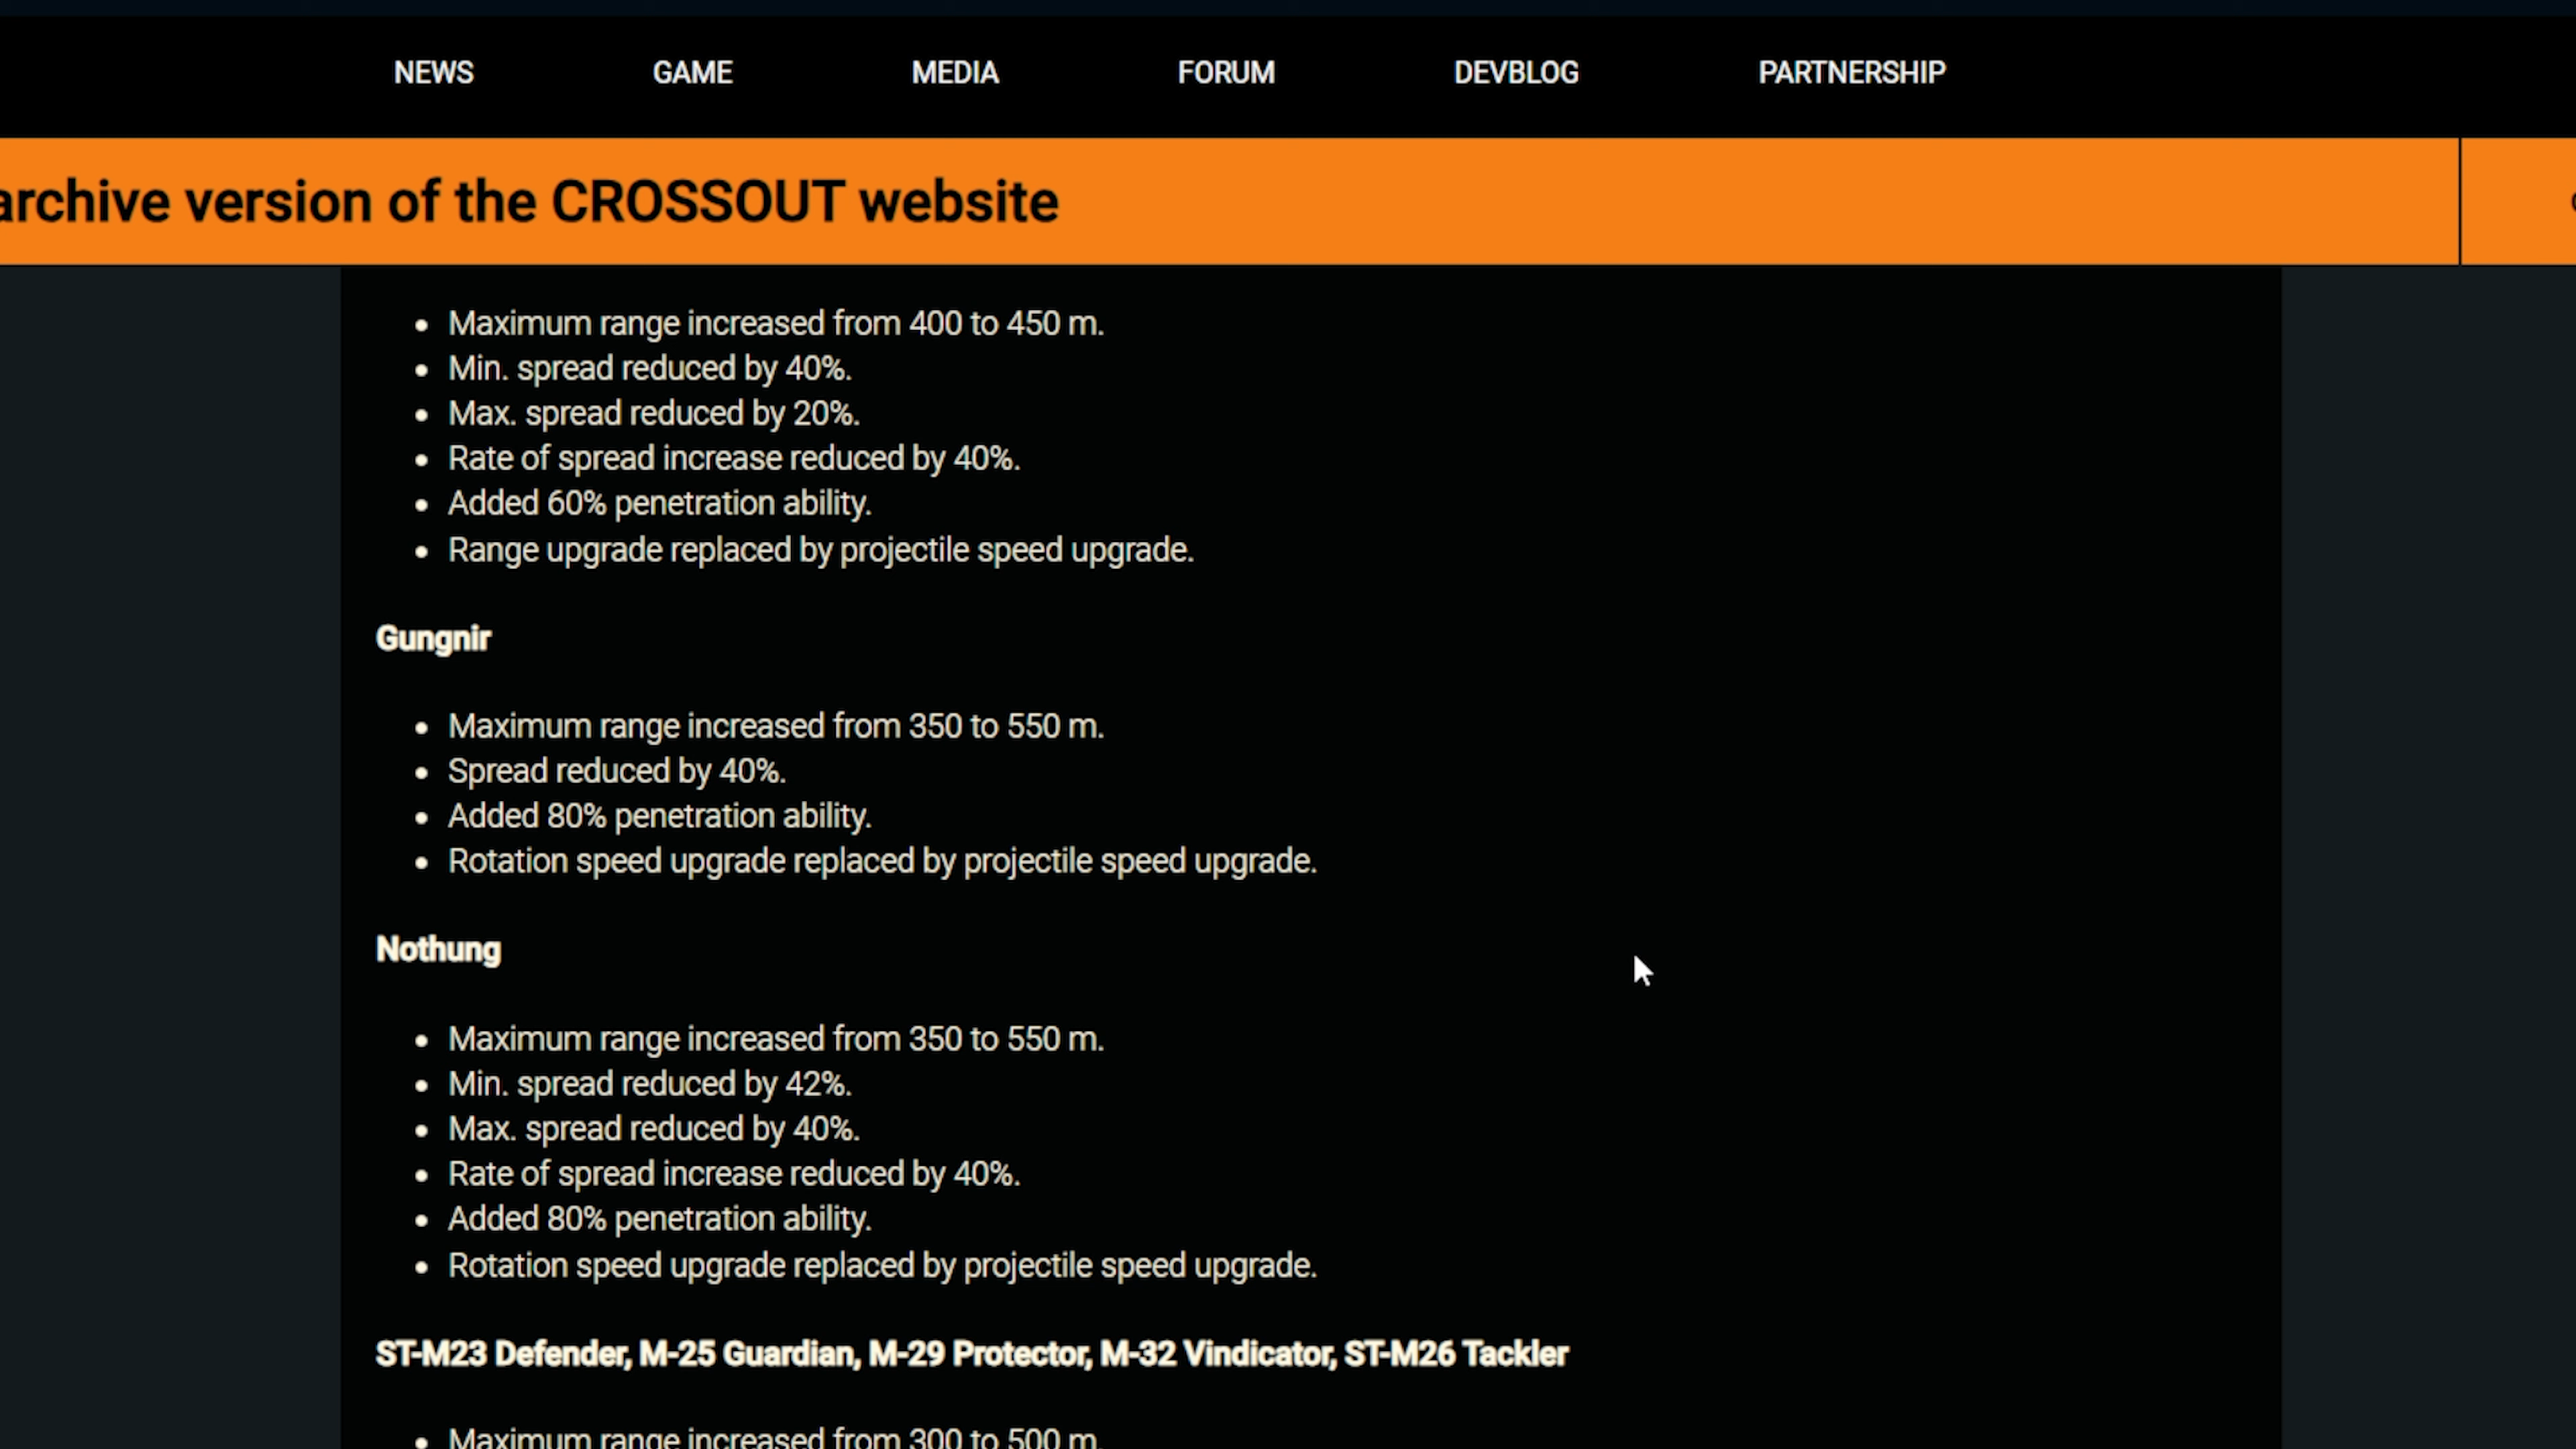 NEWS GAME MEDIA FORUM DEVBLOG PARTNERSHIP
archive version of the CROSSOUT website
Maximum range increased from 400 to 450 m.
Min. spread reduced by 40%.
Max. spread reduced by 20%.
Rate of spread increase reduced by 40%.
Added 60% penetration ability.
Range upgrade replaced by projectile speed upgrade.
Gungnir
Maximum range increased from 350 to 550 m.
Spread reduced by 40%.
Added 80% penetration ability.
Rotation speed upgrade replaced by projectile speed upgrade.
Nothung
Maximum range increased from 350 to 550 m.
Min. spread reduced by 42%.
Max. spread reduced by 40%.
Rate of spread increase reduced by 40%.
Added 80% penetration ability.
Rotation speed upgrade replaced by projectile speed upgrade.
ST-M23 Defender, M-25 Guardian, M-29 Protector, M-32 Vindicator, ST-M26 Tackler
Maximum range increased from 300 to 500 m.